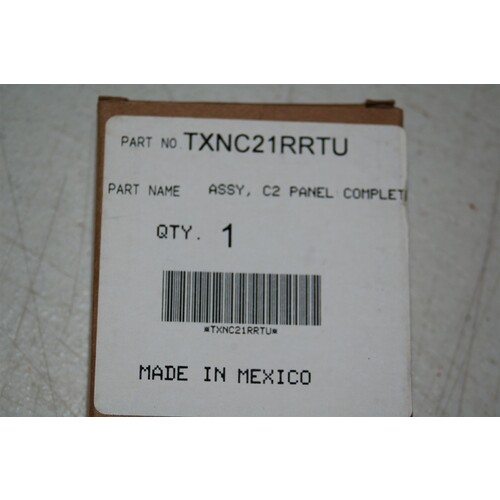 PART NO. TXNC21RRTU
PART NAME ASSY, C2 PANEL COMPLET
QTY. 1
*TXNC21RRTU*
MADE IN MEXICO